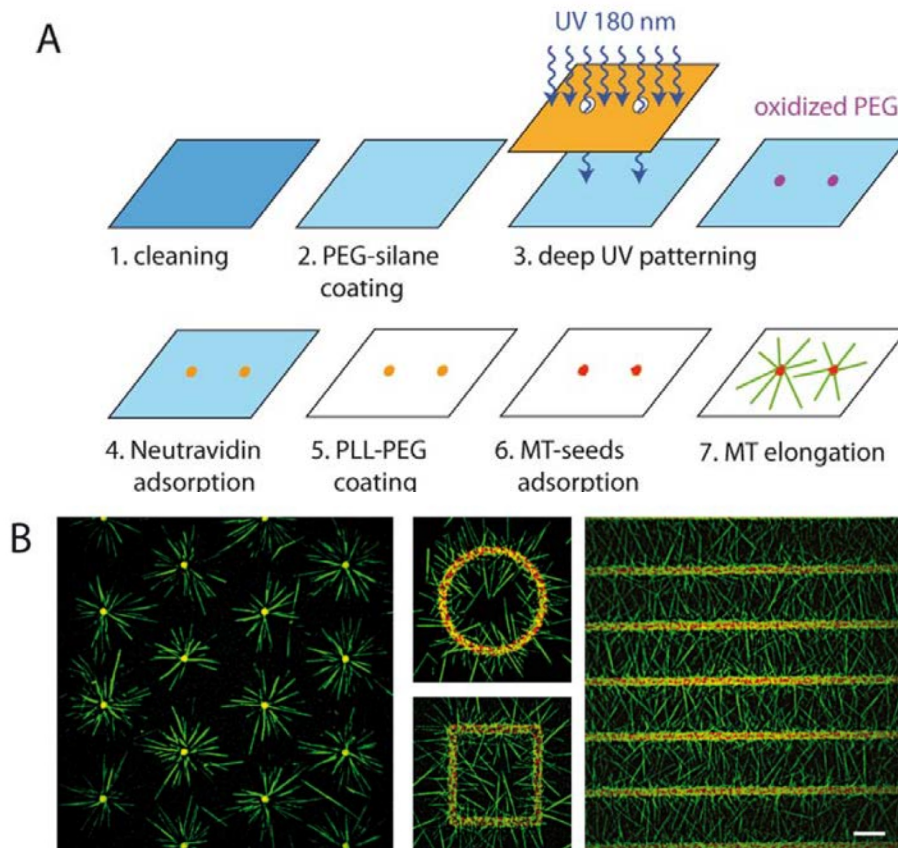 A
UV 180 nm
oxidized PEG
1. cleaning
2. PEG-silane
coating
3. deep UV patterning
4. Neutravidin
adsorption
5. PLL-PEG
coating
6. MT-seeds
adsorption
7. MT elongation
B